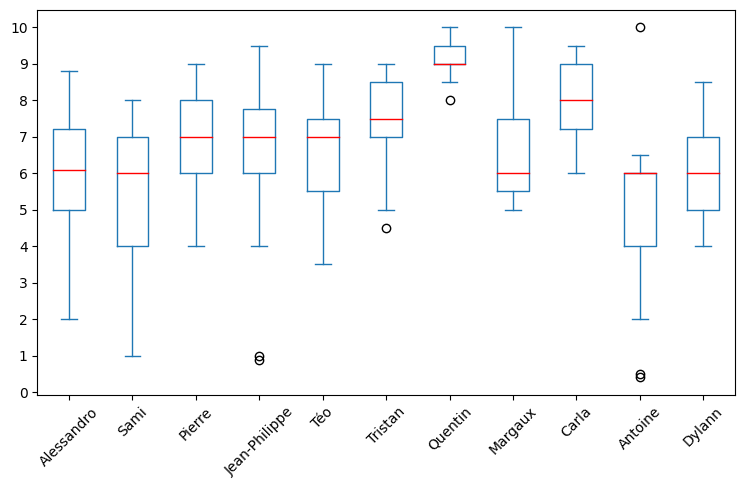 10
9
8
7
6
5
4
3
2
1
0
Alessandro
Sami
Pierre
Jean-Philippe
Téo
Tristan
Quentin
Margaux
Carla
Antoine
Dylann